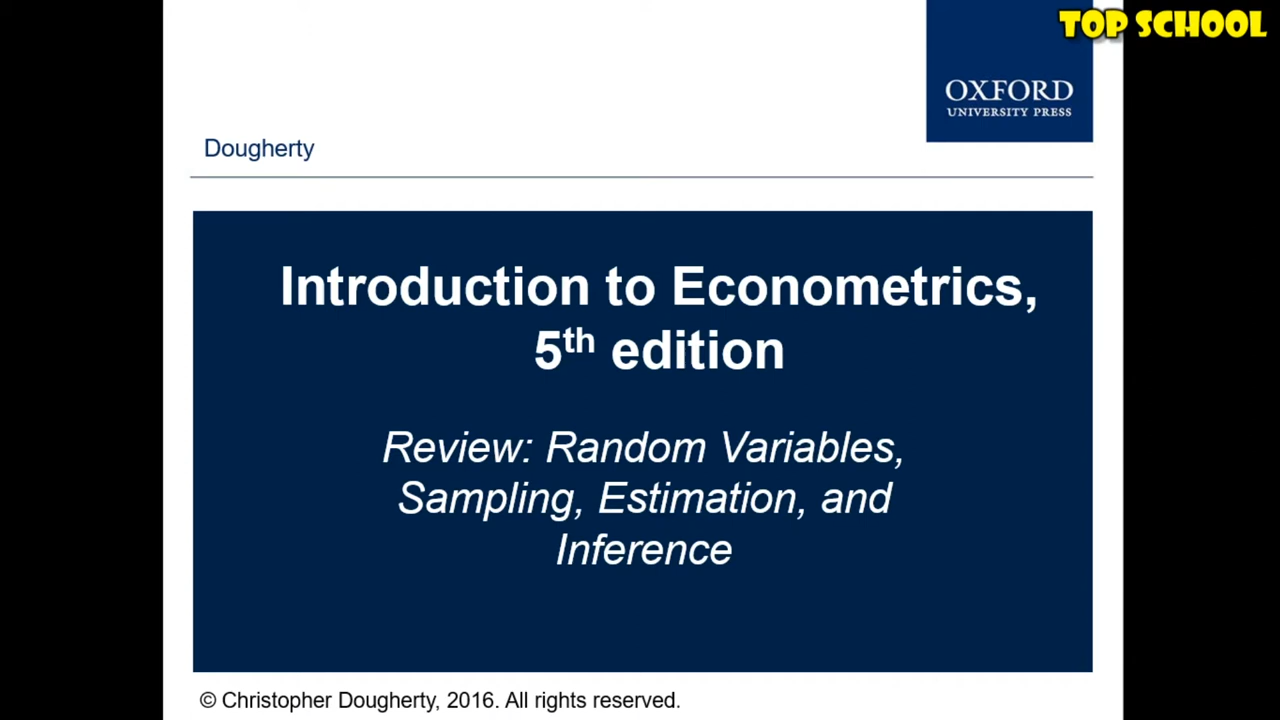 TOP SCHOOL
OXFORD
UNIVERSITY PRESS
Dougherty
Introduction to Econometrics,
5th edition
Review: Random Variables,
Sampling, Estimation, and
Inference
© Christopher Dougherty, 2016. All rights reserved.